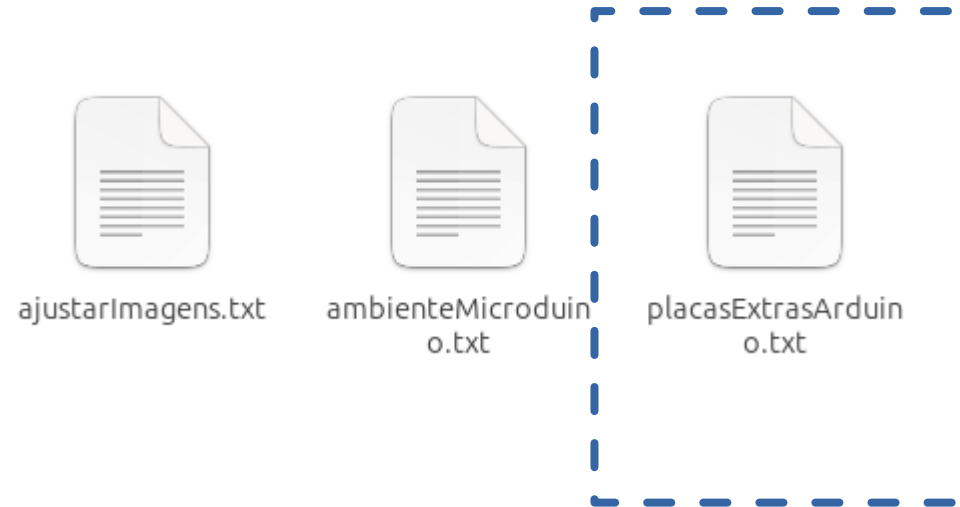 ajustarImagens.txt
ambienteMicroduin
o.txt
placasExtrasArduin
o.txt